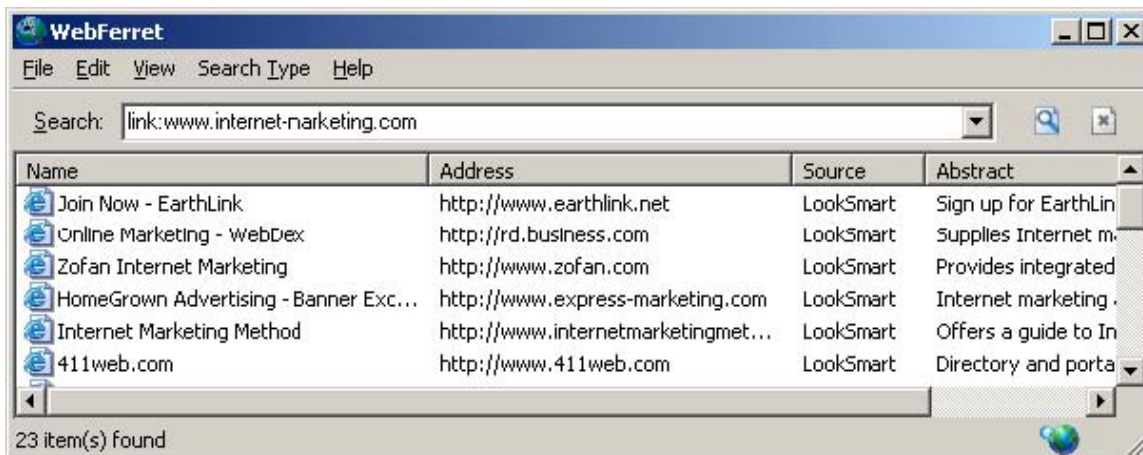 WebFerret
File Edit View Search Type Help
Search: link:www.internet-narketing.com
Name Address Source Abstract
Join Now - EarthLink http://www.earthlink.net LookSmart Sign up for EarthLin
Online Marketing - WebDex http://rd.business.com LookSmart Supplies Internet m
Zofan Internet Marketing http://www.zofan.com LookSmart Provides integrated
HomeGrown Advertising - Banner Exc... http://www.express-marketing.com LookSmart Internet marketing
Internet Marketing Method http://www.internetmarketingmet... LookSmart Offers a guide to In
411web.com http://www.411web.com LookSmart Directory and porta
23 item(s) found